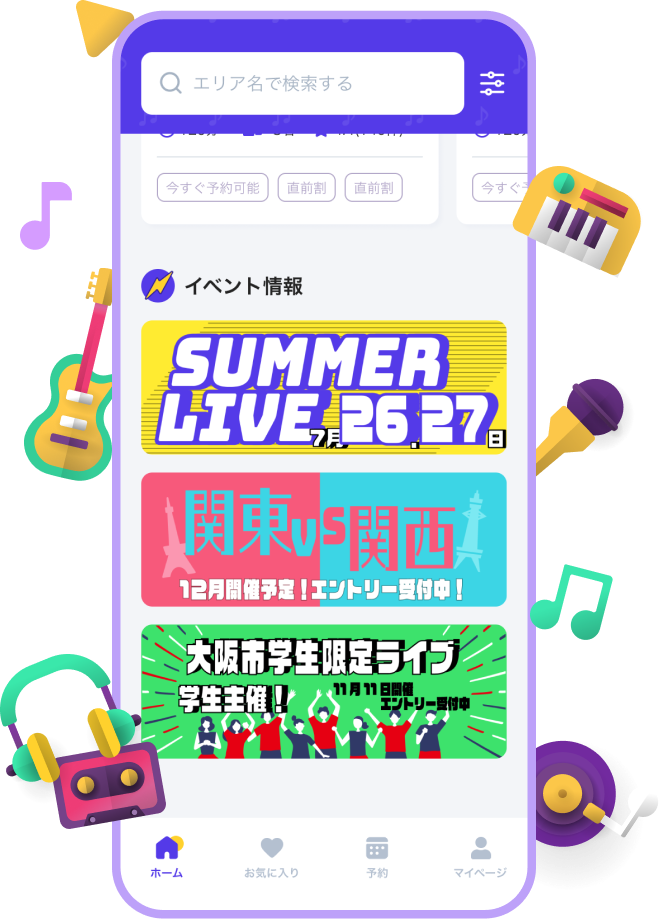 エリア名で検索する
今すぐ予約可能 直前割 直前割
イベント情報
SUMMER
LIVE 7月26.27日
関東vs関西
12月開催予定！エントリー受付中！
大阪市学生限定ライブ
学生主催！
11月11日開催
エントリー受付中
ホーム お気に入り 予約 マイページ